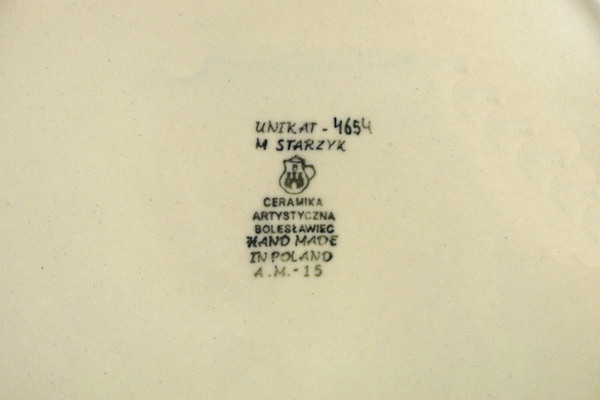 UNIKAT - 4654
M STARZYK
CERAMIKA
ARTYSTYCZNA
BOLESŁAWIEC
HAND MADE
IN POLAND
A.M.-15